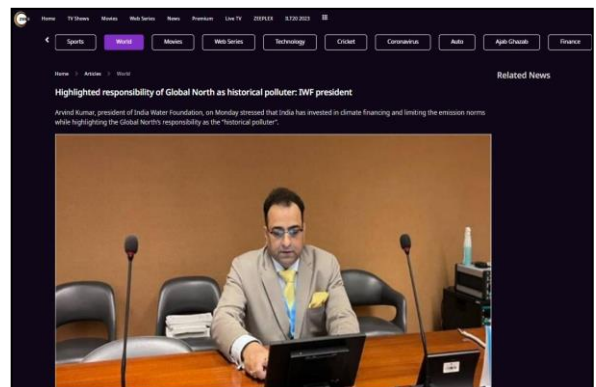 Home TV Shows Movies Web Series News Premium Live TV ZEEPLEX ILT20 2023
Sports World Movies Web Series Technology Cricket Coronavirus Auto Ajab Ghazab Finance
Home > Articles > World
Related News
Highlighted responsibility of Global North as historical polluter: IWF president
Arvind Kumar, president of India Water Foundation, on Monday stressed that India has invested in climate financing and limiting the emission norms
while highlighting the Global North's responsibility as the "historical polluter".